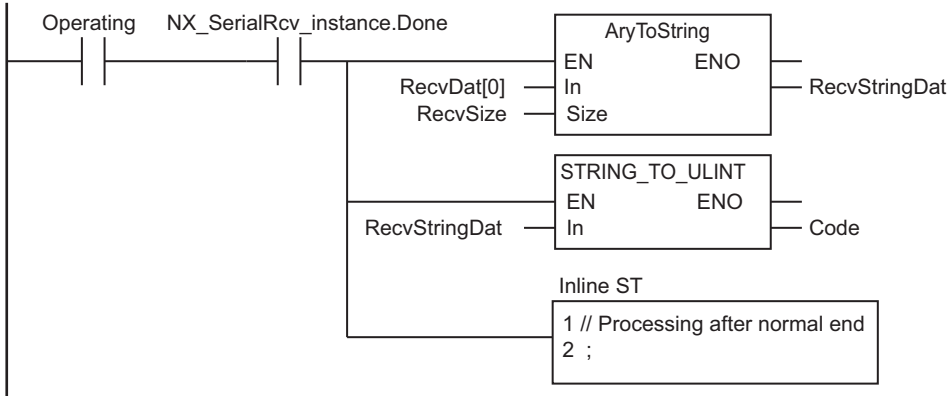 Operating NX_SerialRcv_instance.Done
AryToString
EN ENO
RecvDat[0] In RecvStringDat
RecvSize Size
STRING_TO_ULINT
EN ENO
RecvStringDat In Code
Inline ST
1 // Processing after normal end
2 ;